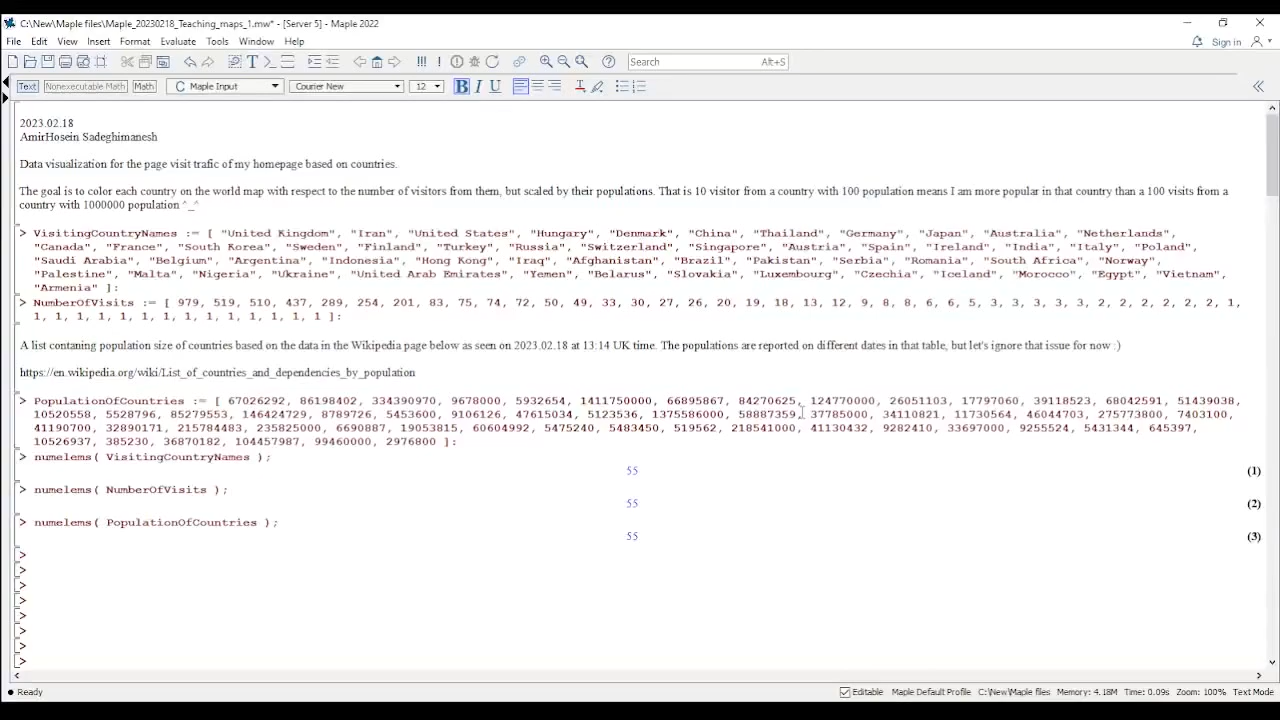 C:\New\Maple files\Maple_20230218_Teaching_maps_1.mw* - [Server 5] - Maple 2022
File Edit View Insert Format Evaluate Tools Window Help
Sign in
Search Alt+S
Text Nonexecutable Math Math Maple Input Courier New 12 B I U
2023.02.18
AmirHosein Sadeghimanesh
Data visualization for the page visit trafic of my homepage based on countries.
The goal is to color each country on the world map with respect to the number of visitors from them, but scaled by their populations. That is 10 visitor from a country with 100 population means I am more popular in that country than a 100 visits from a
country with 1000000 population ^_^
> VisitingCountryNames := [ "United Kingdom", "Iran", "United States", "Hungary", "Denmark", "China", "Thailand", "Germany", "Japan", "Australia", "Netherlands",
"Canada", "France", "South Korea", "Sweden", "Finland", "Turkey", "Russia", "Switzerland", "Singapore", "Austria", "Spain", "Ireland", "India", "Italy", "Poland",
"Saudi Arabia", "Belgium", "Argentina", "Indonesia", "Hong Kong", "Iraq", "Afghanistan", "Brazil", "Pakistan", "Serbia", "Romania", "South Africa", "Norway",
"Palestine", "Malta", "Nigeria", "Ukraine", "United Arab Emirates", "Yemen", "Belarus", "Slovakia", "Luxembourg", "Czechia", "Iceland", "Morocco", "Egypt", "Vietnam",
"Armenia" ]:
> NumberOfVisits := [ 979, 519, 510, 437, 289, 254, 201, 83, 75, 74, 72, 50, 49, 33, 30, 27, 26, 20, 19, 18, 13, 12, 9, 8, 8, 6, 6, 5, 3, 3, 3, 3, 3, 2, 2, 2, 2, 2, 2, 1,
1, 1, 1, 1, 1, 1, 1, 1, 1, 1, 1, 1, 1, 1 ]:
A list contaning population size of countries based on the data in the Wikipedia page below as seen on 2023.02.18 at 13:14 UK time. The populations are reported on different dates in that table, but let's ignore that issue for now :)
https://en.wikipedia.org/wiki/List_of_countries_and_dependencies_by_population
> PopulationOfCountries := [ 67026292, 86198402, 334390970, 9678000, 5932654, 1411750000, 66895867, 84270625, 124770000, 26051103, 17797060, 39118523, 68042591, 51439038,
10520558, 5528796, 85279553, 146424729, 8789726, 5453600, 9106126, 47615034, 5123536, 1375586000, 58887359, 37785000, 34110821, 11730564, 46044703, 275773800, 7403100,
41190700, 32890171, 215784483, 235825000, 6690887, 19053815, 60604992, 5475240, 5483450, 519562, 218541000, 41130432, 9282410, 33697000, 9255524, 5431344, 645397,
10526937, 385230, 36870182, 104457987, 99460000, 2976800 ]:
> numelems( VisitingCountryNames );
55 (1)
> numelems( NumberOfVisits );
55 (2)
> numelems( PopulationOfCountries );
55 (3)
>
>
>
>
>
>
>
>
Ready Editable Maple Default Profile C:\New\Maple files Memory: 4.18M Time: 0.09s Zoom: 100% Text Mode